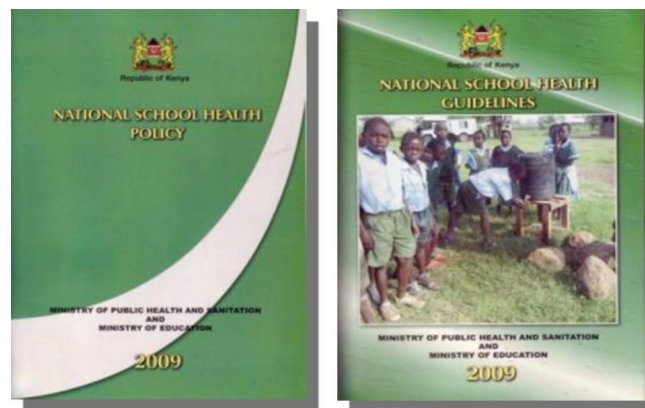 Republic of Kenya
NATIONAL SCHOOL HEALTH
POLICY
MINISTRY OF PUBLIC HEALTH AND SANITATION
AND
MINISTRY OF EDUCATION
2009
Republic of Kenya
NATIONAL SCHOOL HEALTH
GUIDELINES
MINISTRY OF PUBLIC HEALTH AND SANITATION
AND
MINISTRY OF EDUCATION
2009